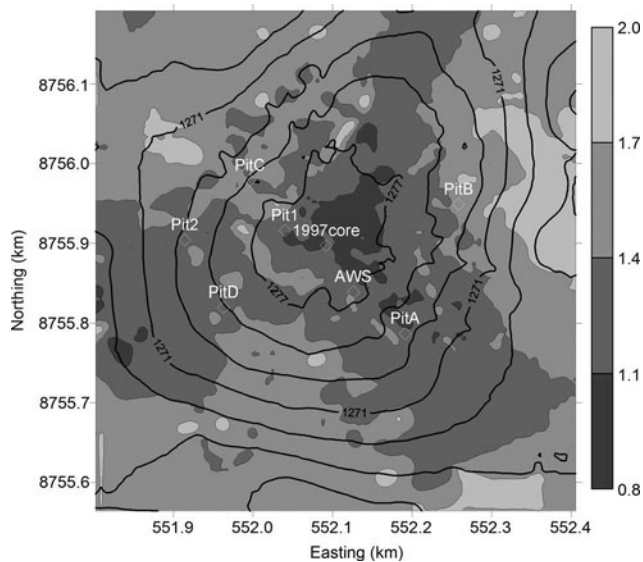 2.0
8756.1
1271
1271
1.7
8756.0
PitC
1277
PitB
Pit1
Pit2
1997core
8755.9
1.4
Northing (km)
AWS
PitD
1277
PitA
8755.8
1271
1.1
8755.7
1271
8755.6
0.8
551.9 552.0 552.1 552.2 552.3 552.4
Easting (km)